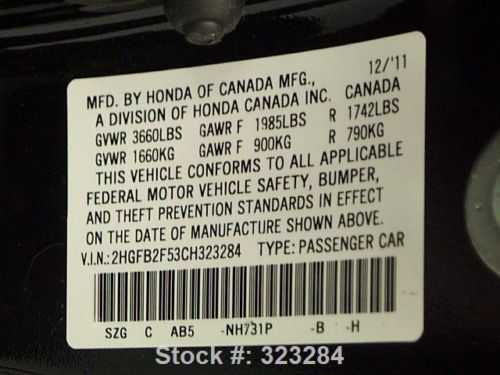 MFD. BY HONDA OF CANADA MFG., 12/'11
A DIVISION OF HONDA CANADA INC. CANADA
GVWR 3660LBS GAWR F 1985LBS R 1742LBS
GVWR 1660KG GAWR F 900KG R 790KG
THIS VEHICLE CONFORMS TO ALL APPLICABLE
FEDERAL MOTOR VEHICLE SAFETY, BUMPER,
AND THEFT PREVENTION STANDARDS IN EFFECT
ON THE DATE OF MANUFACTURE SHOWN ABOVE.
V.I.N.: 2HGFB2F53CH323284 TYPE: PASSENGER CAR
SZG C AB5 -NH731P -B -H
Stock #: 323284